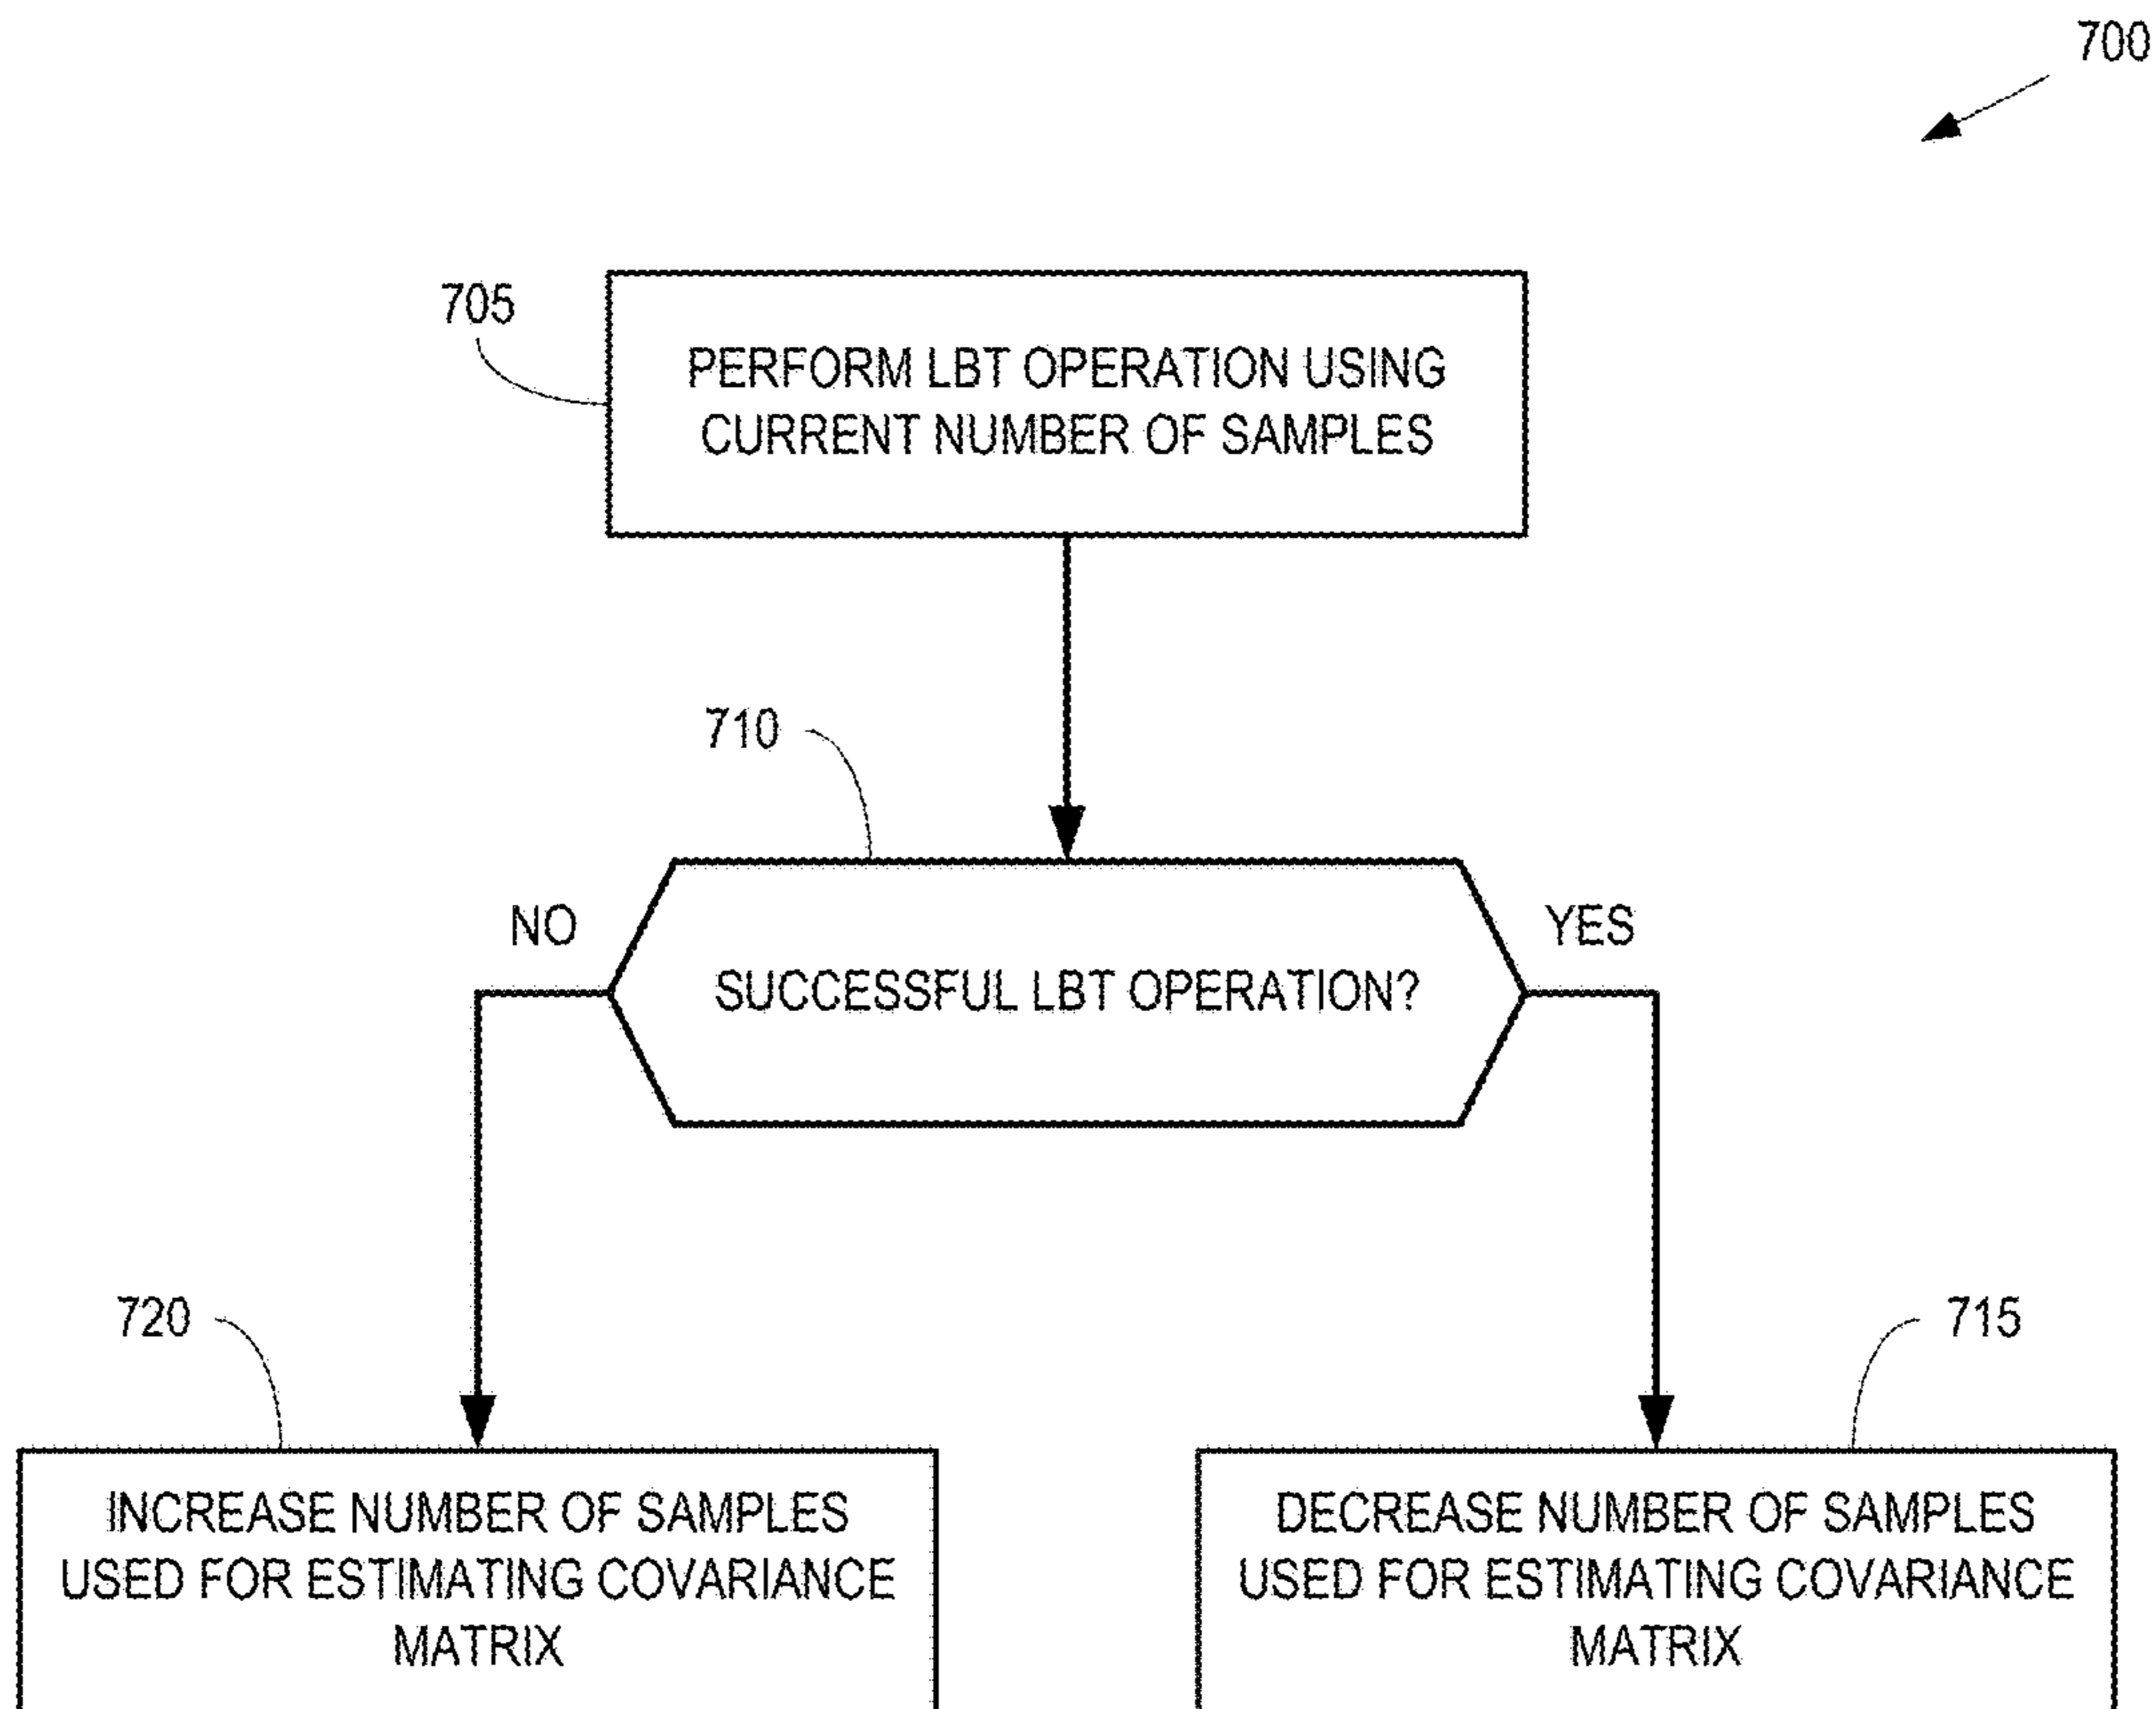 700
705
PERFORM LBT OPERATION USING
CURRENT NUMBER OF SAMPLES
710
NO
YES
SUCCESSFUL LBT OPERATION?
720
715
INCREASE NUMBER OF SAMPLES
USED FOR ESTIMATING COVARIANCE
MATRIX
DECREASE NUMBER OF SAMPLES
USED FOR ESTIMATING COVARIANCE
MATRIX